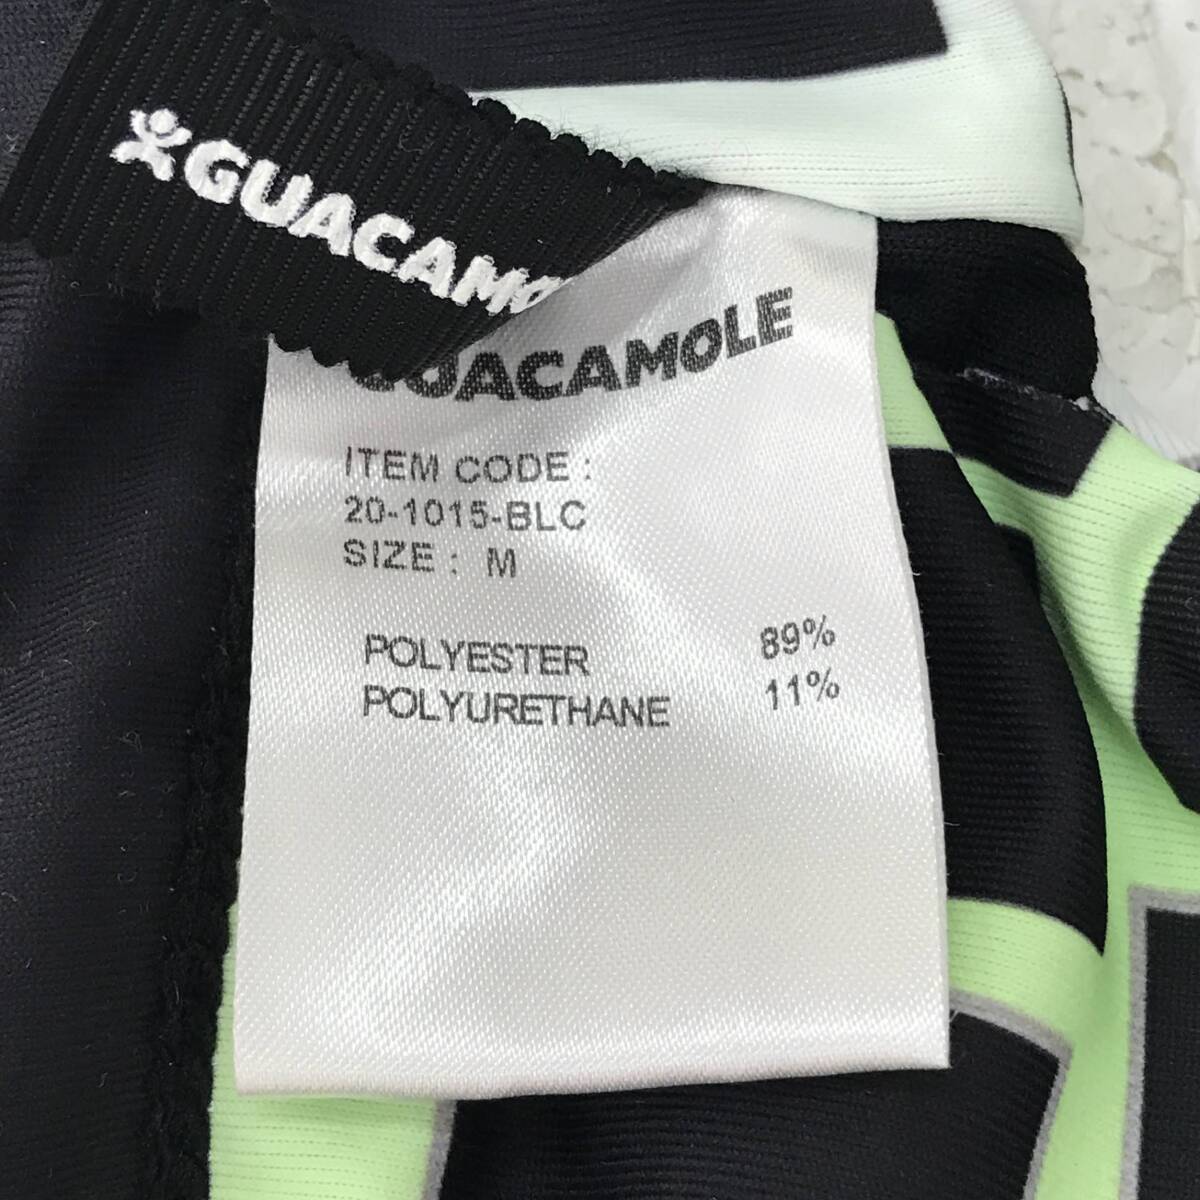 GUACAMO
GUACAMOLE
ITEM CODE :
20-1015-BLC
SIZE : M
POLYESTER 89%
POLYURETHANE 11%